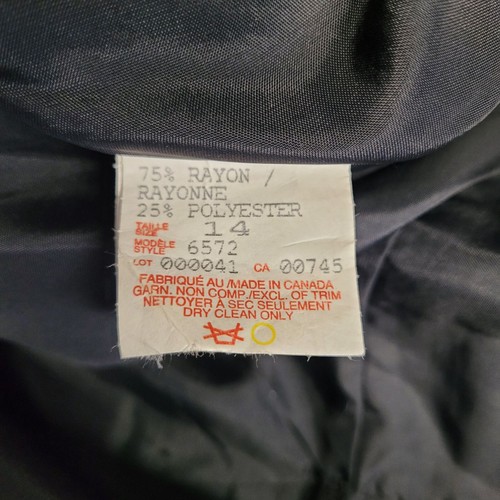 75% RAYON /
RAYONNE
25% POLYESTER
TAILLE
SIZE 14
MODÈLE
STYLE 6572
LOT 000041 CA 00745
FABRIQUÉ AU/MADE IN CANADA
GARN. NON COMP./EXCL. OF TRIM
NETTOYER À SEC SEULEMENT
DRY CLEAN ONLY